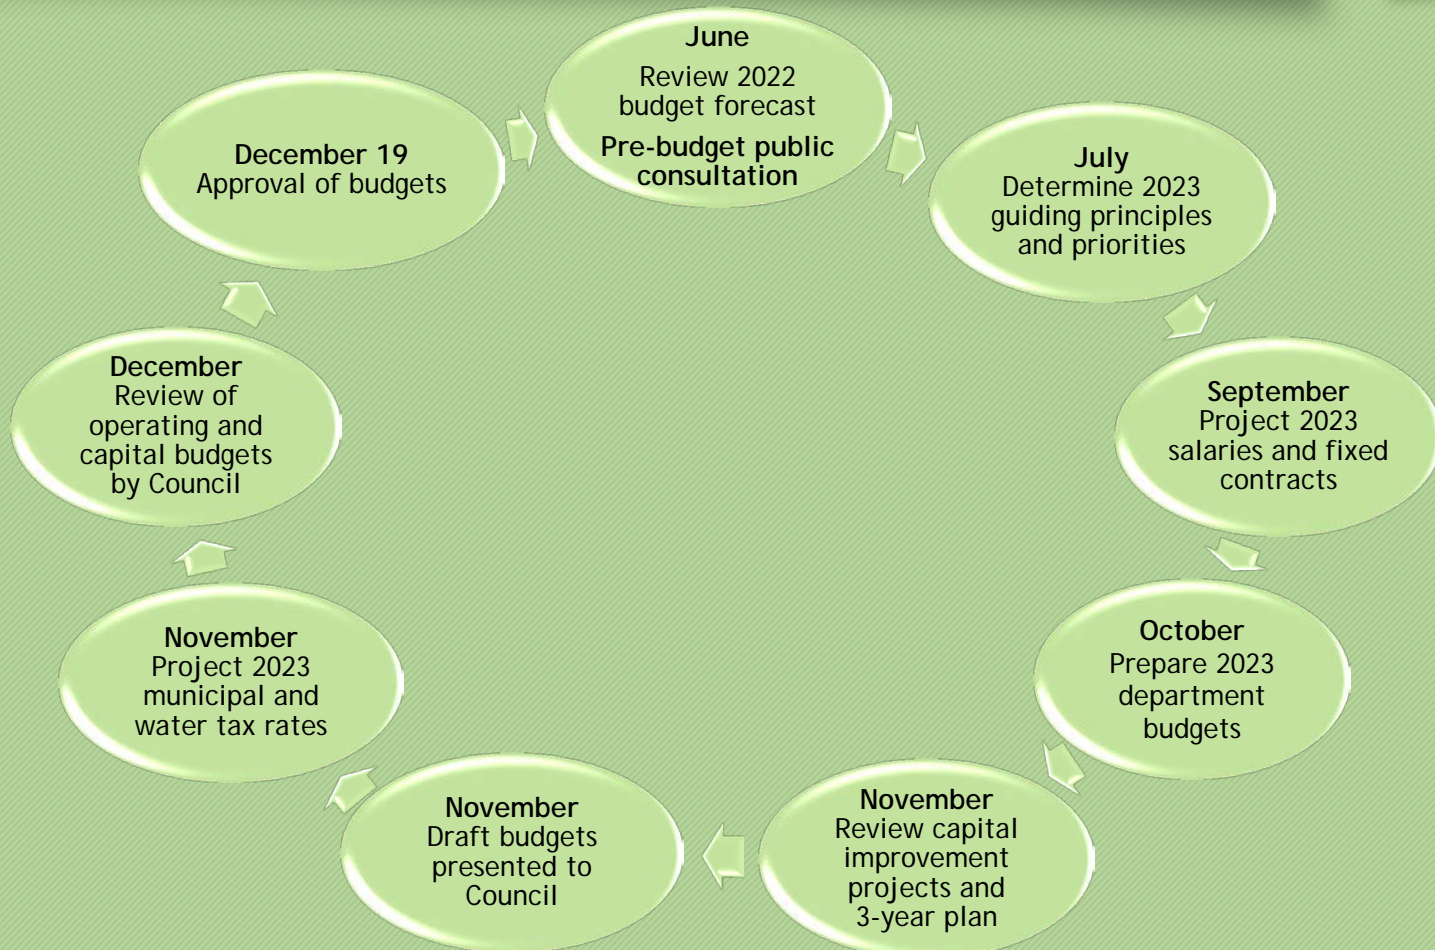 June
Review 2022
budget forecast
Pre-budget public
consultation
July
Determine 2023
guiding principles
and priorities
September
Project 2023
salaries and fixed
contracts
October
Prepare 2023
department
budgets
November
Review capital
improvement
projects and
3-year plan
November
Draft budgets
presented to
Council
November
Project 2023
municipal and
water tax rates
December
Review of
operating and
capital budgets
by Council
December 19
Approval of budgets